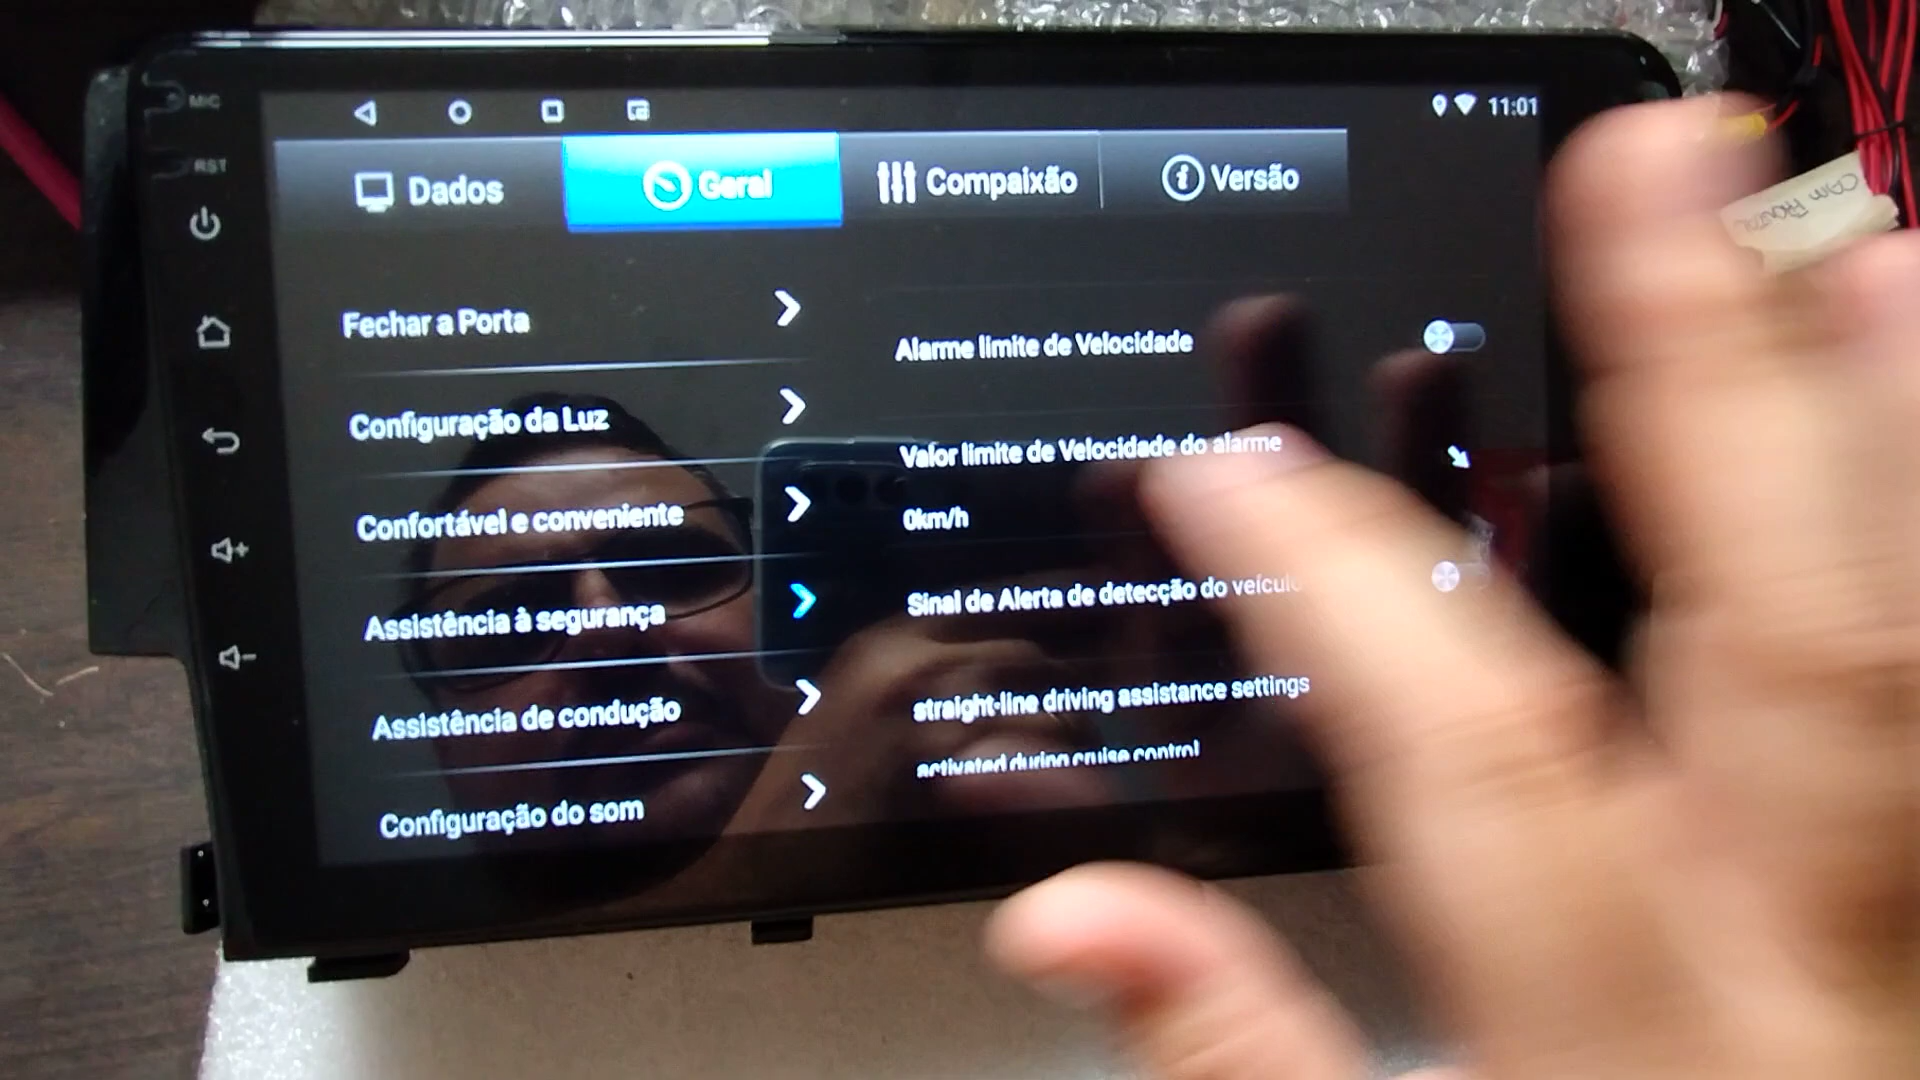 MIC
11:01
RST
Dados
Geral
Compaixão
Versão
Fechar a Porta
Alarme limite de Velocidade
Configuração da Luz
Valor limite de Velocidade do alarme
Confortável e conveniente
0km/h
Assistência à segurança
Sinal de Alerta de detecção do veículo
Assistência de condução
straight-line driving assistance settings
activated during cruise control
Configuração do som
CAM FRONTAL